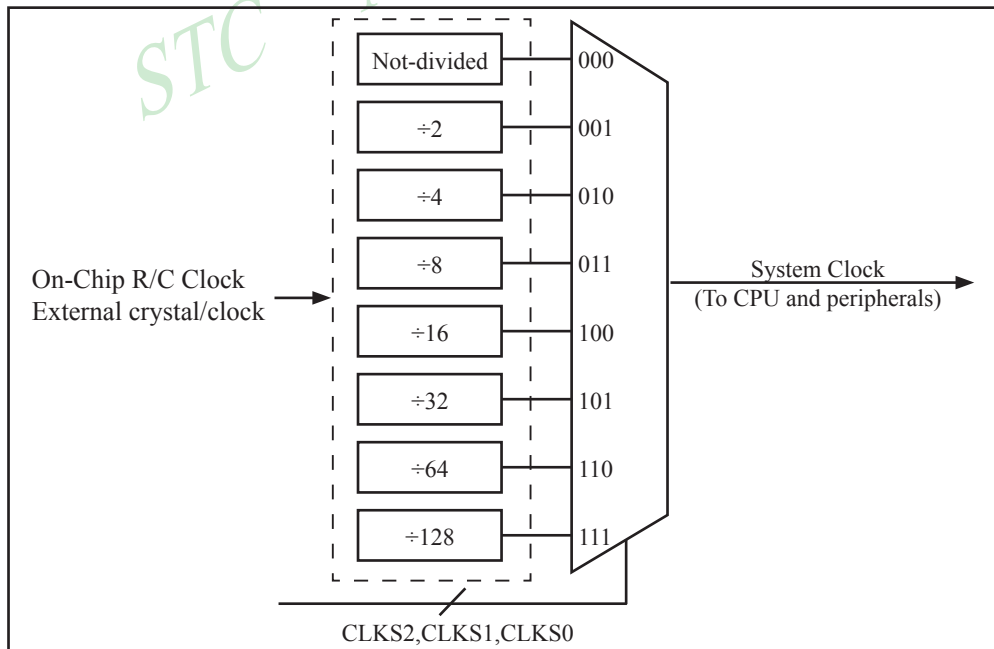 STC
Not-divided
000
÷2
001
÷4
010
÷8
011
÷16
100
÷32
101
÷64
110
÷128
111
On-Chip R/C Clock
External crystal/clock
System Clock
(To CPU and peripherals)
CLKS2,CLKS1,CLKS0